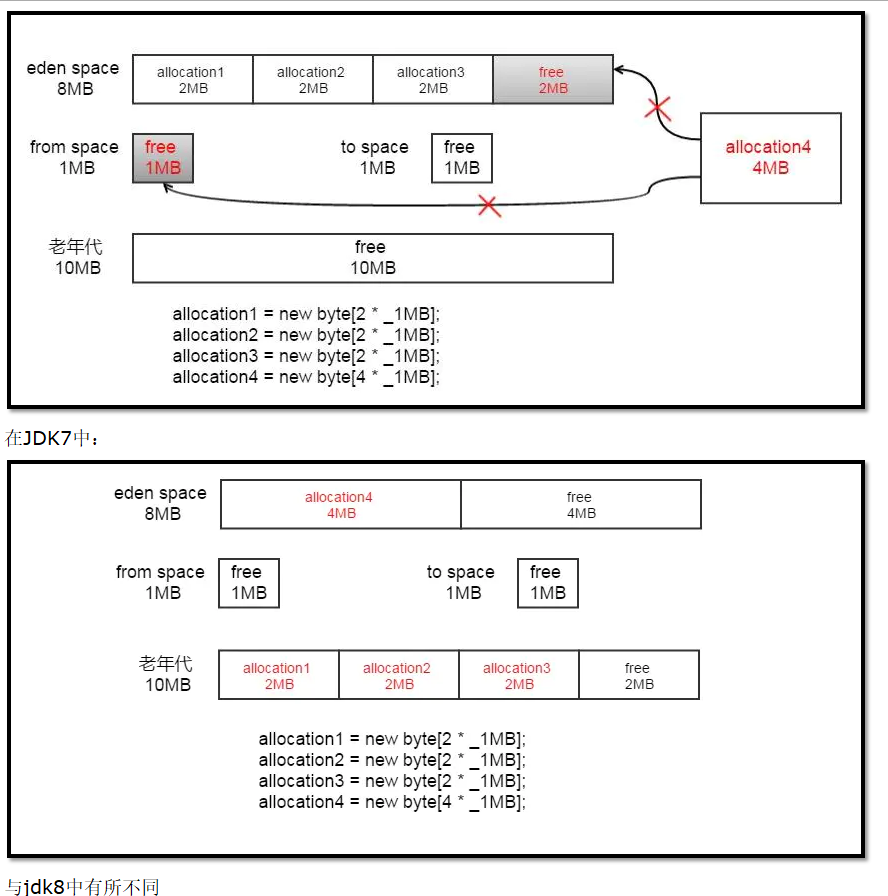 eden space
8MB
allocation1
2MB
allocation2
2MB
allocation3
2MB
free
2MB
from space
1MB
free
1MB
to space
1MB
free
1MB
allocation4
4MB
老年代
10MB
free
10MB
allocation1 = new byte[2 * _1MB];
allocation2 = new byte[2 * _1MB];
allocation3 = new byte[2 * _1MB];
allocation4 = new byte[4 * _1MB];
在JDK7中：
eden space
8MB
allocation4
4MB
free
4MB
from space
1MB
free
1MB
to space
1MB
free
1MB
老年代
10MB
allocation1
2MB
allocation2
2MB
allocation3
2MB
free
2MB
allocation1 = new byte[2 * _1MB];
allocation2 = new byte[2 * _1MB];
allocation3 = new byte[2 * _1MB];
allocation4 = new byte[4 * _1MB];
与jdk8中有所不同